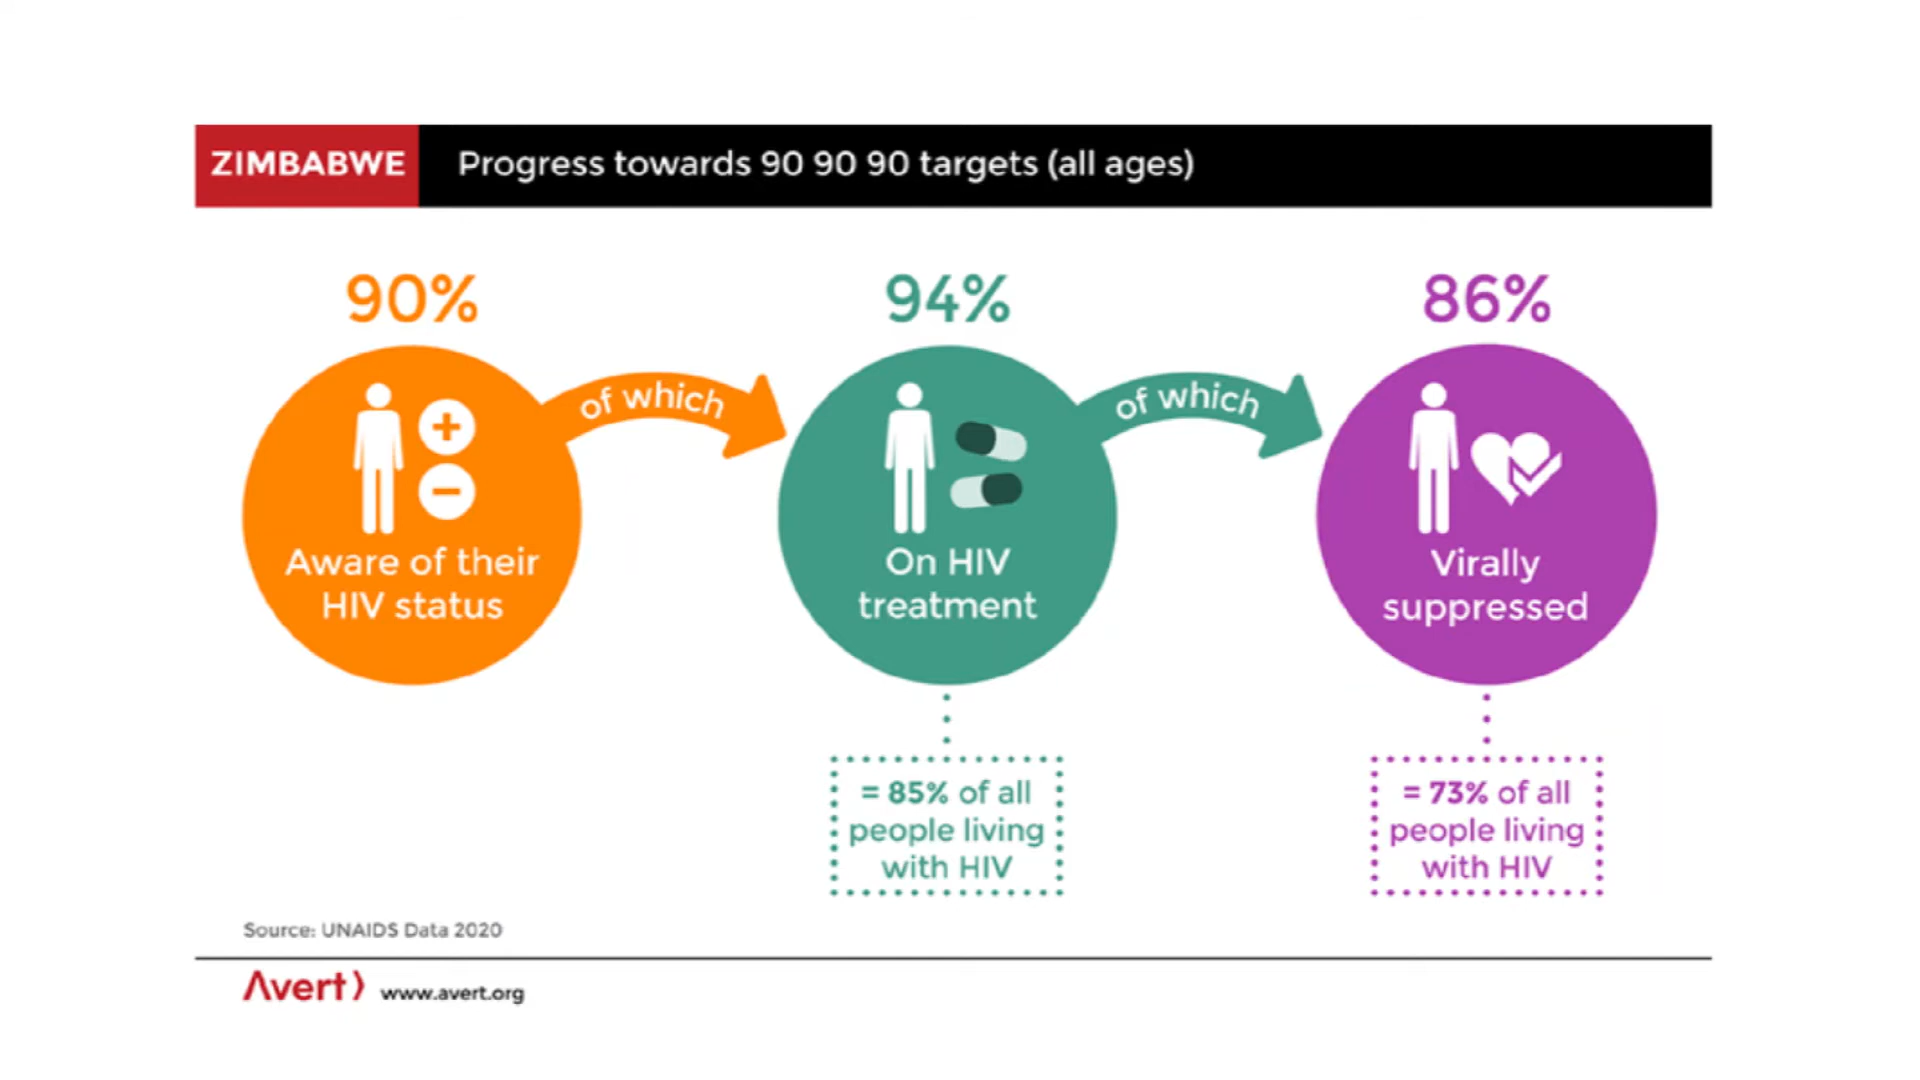 ZIMBABWE Progress towards 90 90 90 targets (all ages)
90%
94%
86%
of which
of which
Aware of their
HIV status
On HIV
treatment
Virally
suppressed
= 85% of all
people living
with HIV
= 73% of all
people living
with HIV
Source: UNAIDS Data 2020
Avert www.avert.org